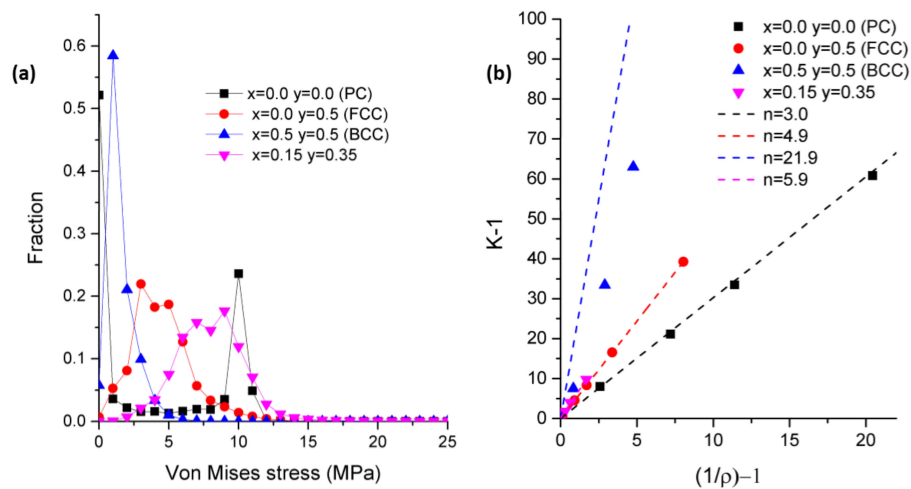 (a)
0.6
0.5
0.4
0.3
0.2
0.1
0.0
Fraction
x=0.0 y=0.0 (PC)
x=0.0 y=0.5 (FCC)
x=0.5 y=0.5 (BCC)
x=0.15 y=0.35
0 5 10 15 20 25
Von Mises stress (MPa)
(b)
100
90
80
70
60
50
40
30
20
10
0
K-1
x=0.0 y=0.0 (PC)
x=0.0 y=0.5 (FCC)
x=0.5 y=0.5 (BCC)
x=0.15 y=0.35
n=3.0
n=4.9
n=21.9
n=5.9
0 5 10 15 20
(1/ρ)−1